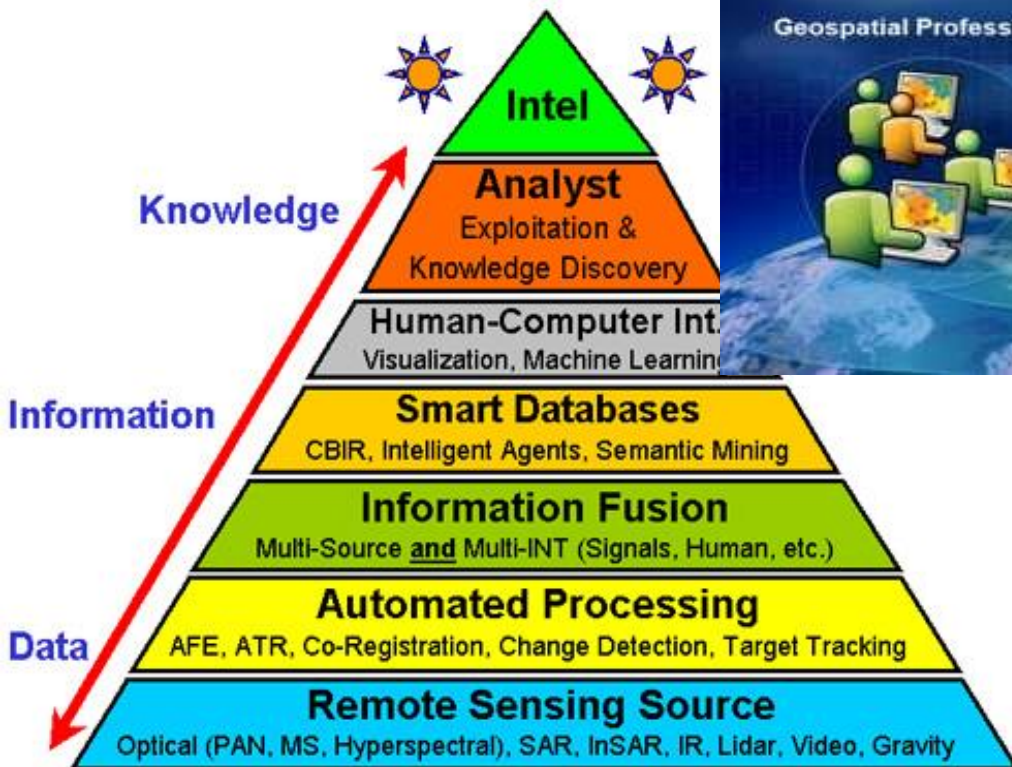 Geospatial Profess
Intel
Knowledge
Analyst
Exploitation &
Knowledge Discovery
Human-Computer Int.
Visualization, Machine Learning
Information
Smart Databases
CBIR, Intelligent Agents, Semantic Mining
Information Fusion
Multi-Source and Multi-INT (Signals, Human, etc.)
Automated Processing
Data
AFE, ATR, Co-Registration, Change Detection, Target Tracking
Remote Sensing Source
Optical (PAN, MS, Hyperspectral), SAR, InSAR, IR, Lidar, Video, Gravity